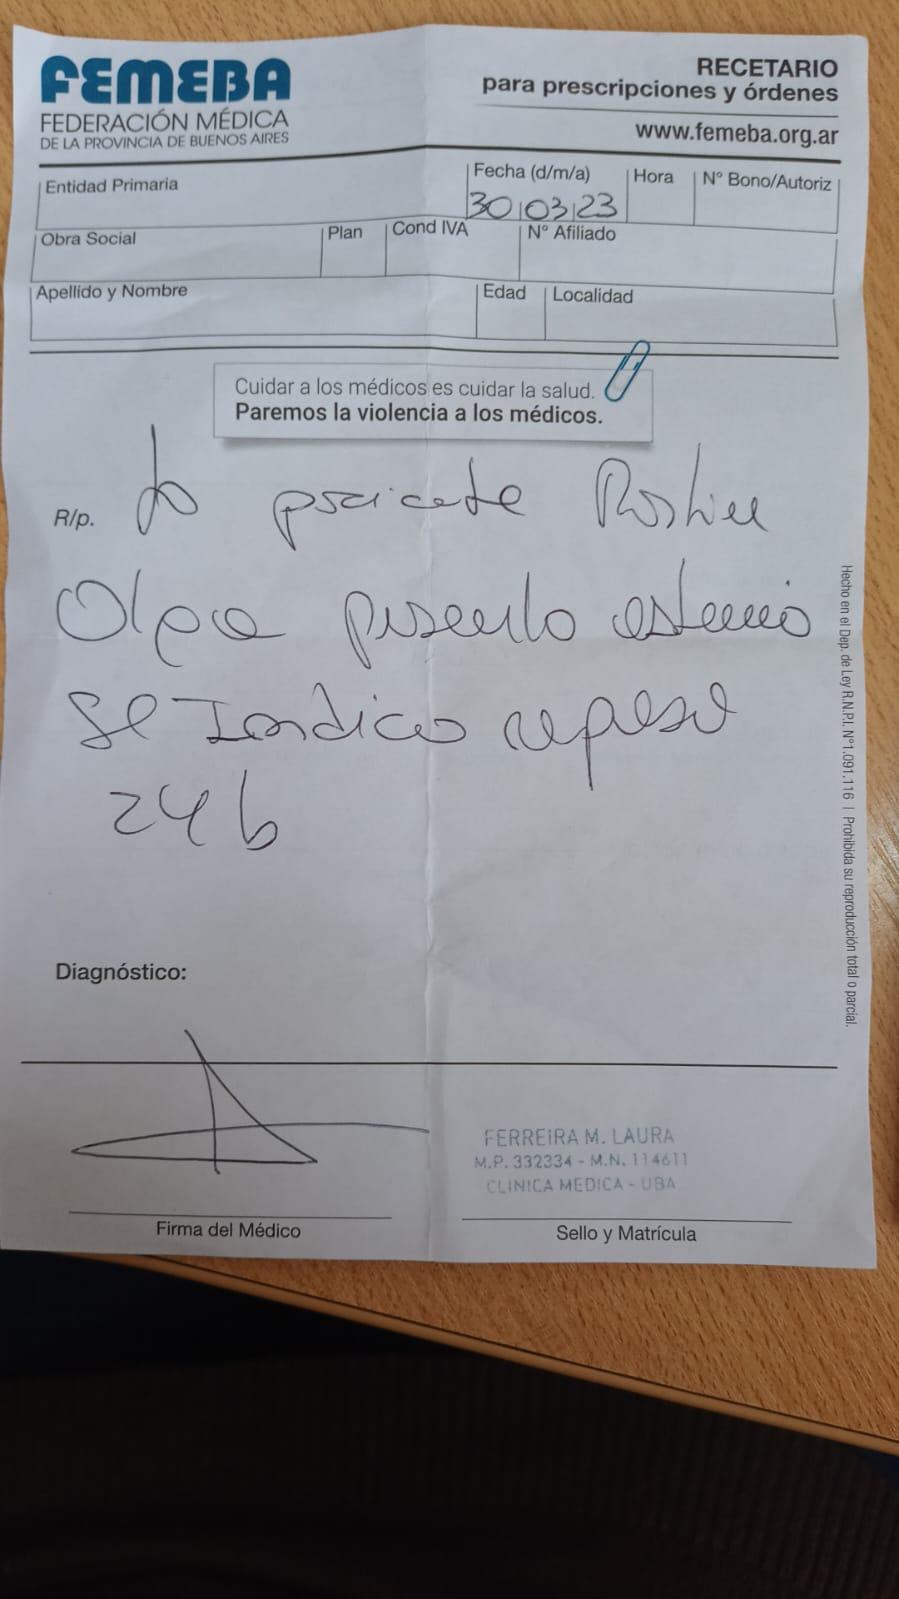 FEMEBA
FEDERACIÓN MÉDICA
DE LA PROVINCIA DE BUENOS AIRES
RECETARIO
para prescripciones y órdenes
www.femeba.org.ar
Entidad Primaria
Fecha (d/m/a)
30 03 23
Hora
N° Bono/Autoriz
Obra Social
Plan
Cond IVA
N° Afiliado
Apellido y Nombre
Edad
Localidad
Cuidar a los médicos es cuidar la salud.
Paremos la violencia a los médicos.
R/p. paciente
Olga presenta astenia
Se Indica reposo
24 h
Diagnóstico:
Firma del Médico
FERREIRA M. LAURA
M.P. 332334 - M.N. 114611
CLINICA MEDICA - UBA
Sello y Matrícula
Hecho en el Dep. de Ley R.N.P.I. N°1.091.116 | Prohibida su reproducción total o parcial.